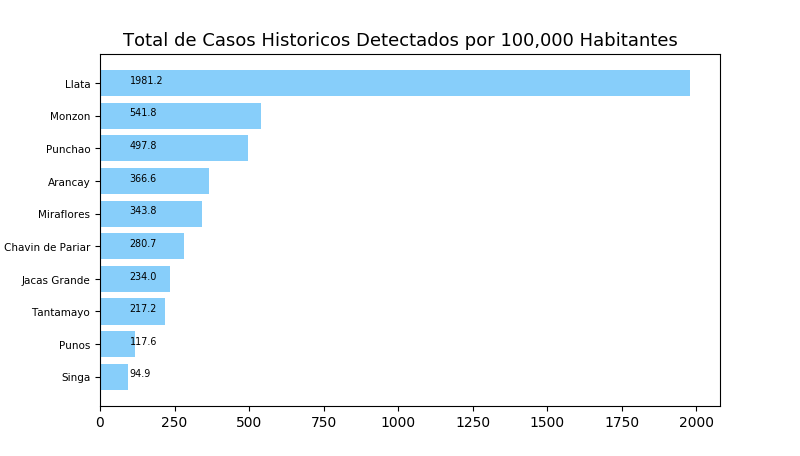 Total de Casos Historicos Detectados por 100,000 Habitantes
Llata 1981.2
Monzon 541.8
Punchao 497.8
Arancay 366.6
Miraflores 343.8
Chavin de Pariar 280.7
Jacas Grande 234.0
Tantamayo 217.2
Punos 117.6
Singa 94.9
0 250 500 750 1000 1250 1500 1750 2000